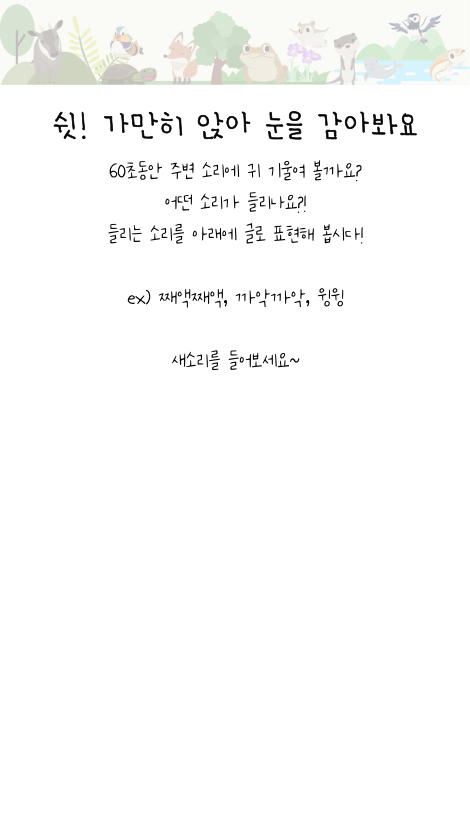 쉿! 가만히 앉아 눈을 감아봐요
60초동안 주변 소리에 귀 기울여 볼까요?
어떤 소리가 들리나요?!
들리는 소리를 아래에 글로 표현해 봅시다!
ex) 짹액짹액, 까악까악, 윙윙
새소리를 들어보세요~